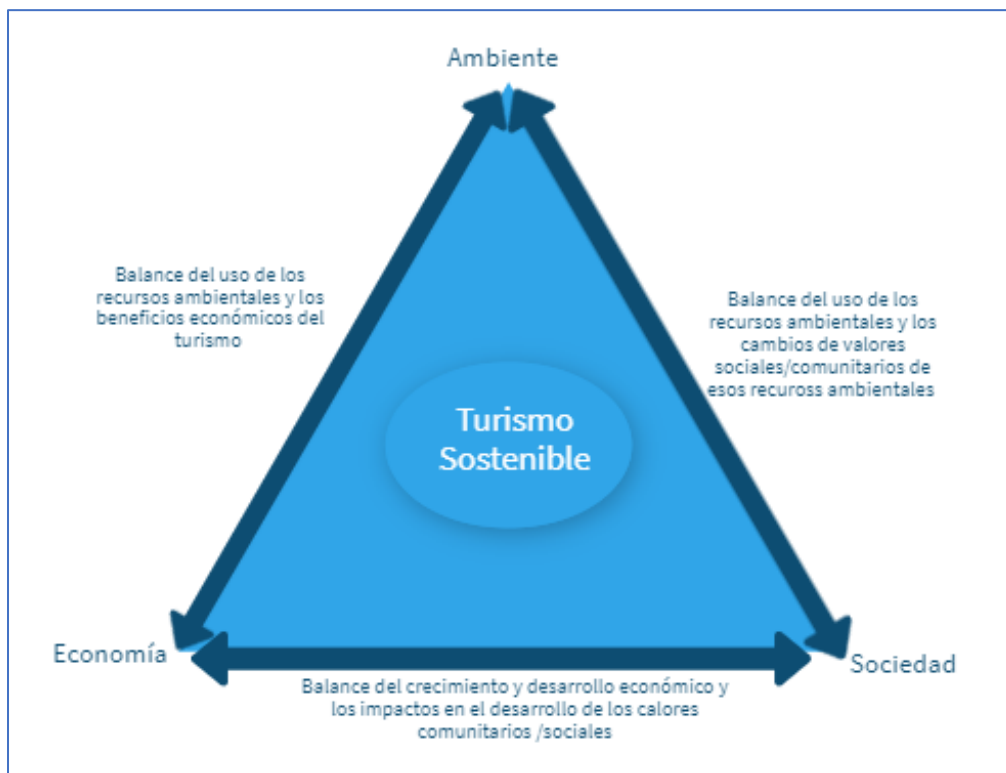 Ambiente
Balance del uso de los
recursos ambientales y los
beneficios económicos del
turismo
Balance del uso de los
recursos ambientales y los
cambios de valores
sociales/comunitarios de
esos recuross ambientales
Turismo
Sostenible
Economía
Sociedad
Balance del crecimiento y desarrollo económico y
los impactos en el desarrollo de los calores
comunitarios /sociales